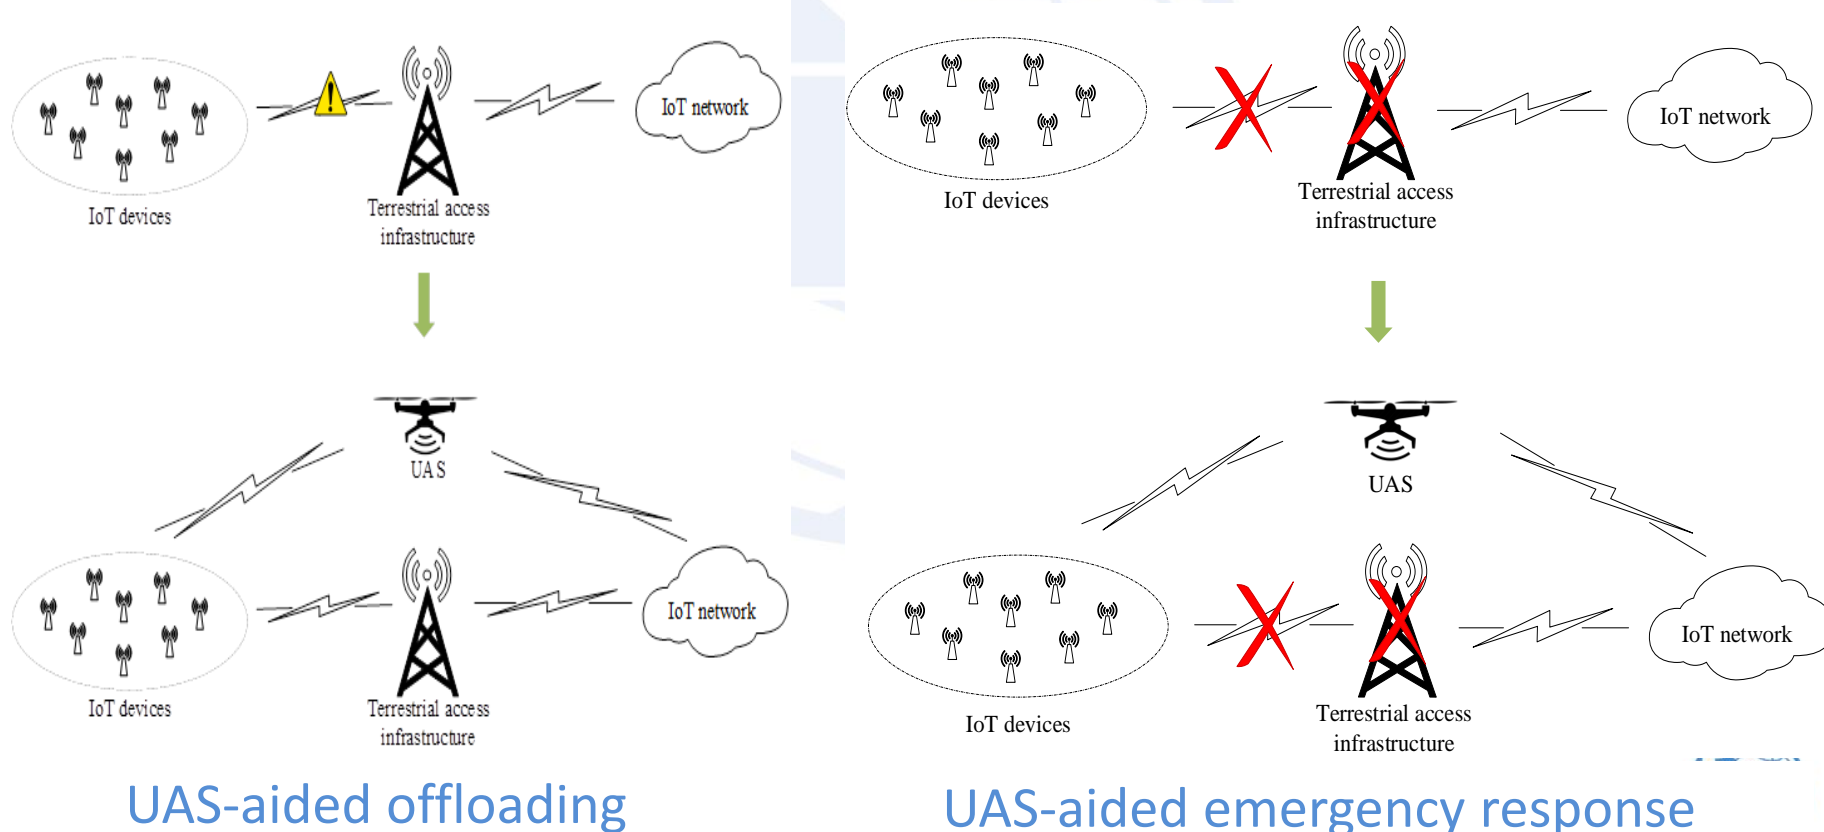 IoT network
IoT devices
Terrestrial access
infrastructure
UAS
IoT network
IoT devices
Terrestrial access
infrastructure
UAS-aided offloading
IoT network
IoT devices
Terrestrial access
infrastructure
UAS
IoT network
IoT devices
Terrestrial access
infrastructure
UAS-aided emergency response